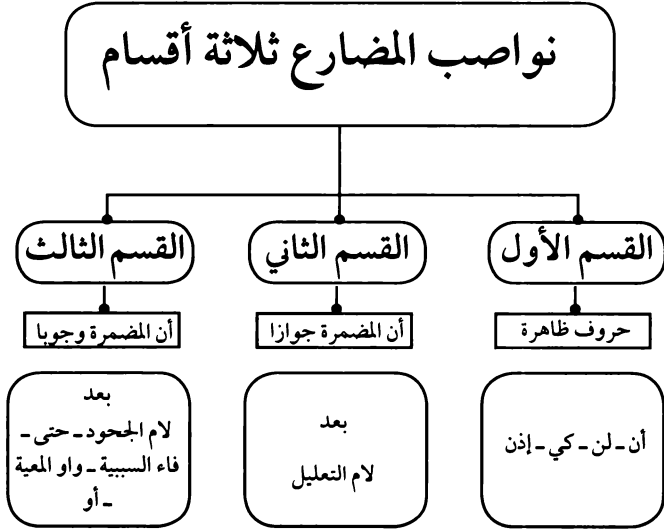 نواصب المضارع ثلاثة أقسام
القسم الأول
القسم الثاني
القسم الثالث
حروف ظاهرة
أن المضمرة جوازا
أن المضمرة وجوبا
أن ـ لن ـ كي ـ إذن
بعد
لام التعليل
بعد
لام الجحود ـ حتى ـ
فاء السببية ـ واو المعية
ـ أو